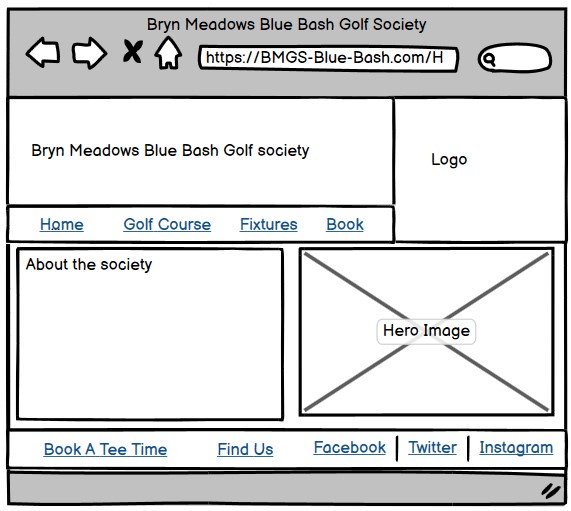 Bryn Meadows Blue Bash Golf Society
https://BMGS-Blue-Bash.com/H
Bryn Meadows Blue Bash Golf society
Logo
Home Golf Course Fixtures Book
About the society
Hero Image
Book A Tee Time Find Us Facebook Twitter Instagram